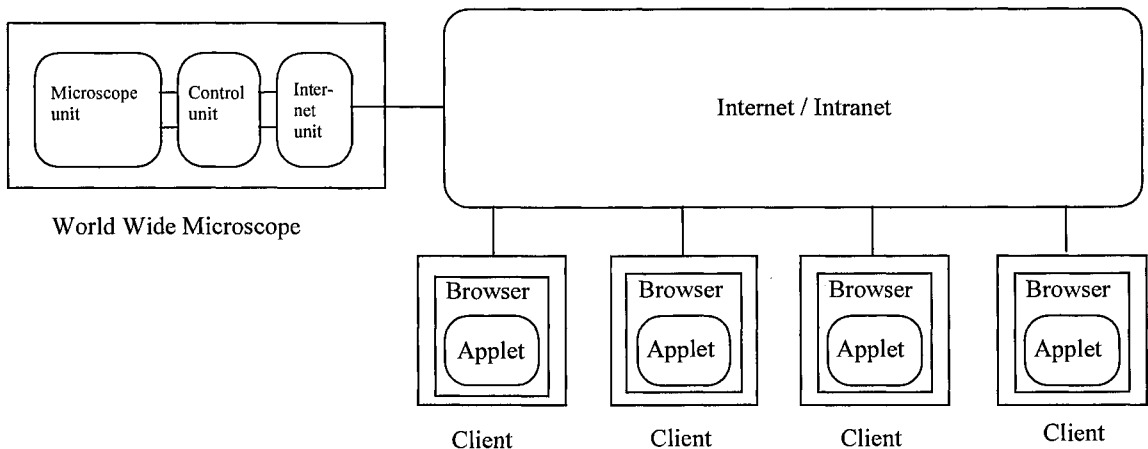 Microscope
unit
Control
unit
Inter-
net
unit
Internet / Intranet
World Wide Microscope
Browser
Applet
Client
Browser
Applet
Client
Browser
Applet
Client
Browser
Applet
Client